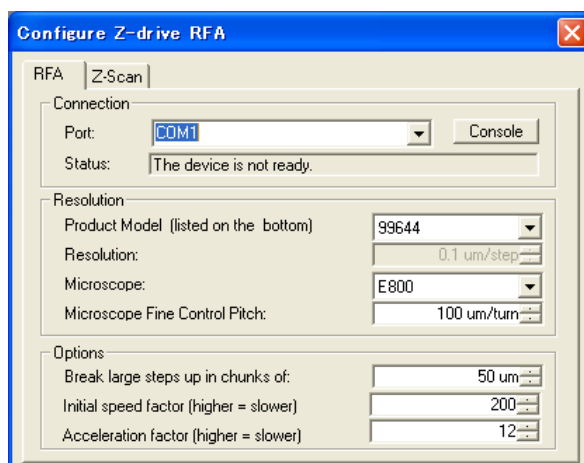 Configure Z-drive RFA
RFA Z-Scan
Connection
Port: COM1 Console
Status: The device is not ready.
Resolution
Product Model (listed on the bottom) 99644
Resolution: 0.1 um/step
Microscope: E800
Microscope Fine Control Pitch: 100 um/turn
Options
Break large steps up in chunks of: 50 um
Initial speed factor (higher = slower) 200
Acceleration factor (higher = slower) 12